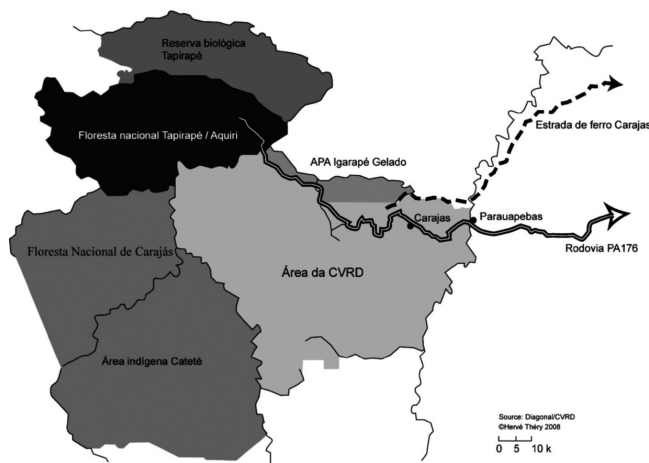 Reserva biológica
Tapirapé
Floresta nacional Tapirapé / Aquiri
Estrada de ferro Carajas
APA Igarapé Gelado
Carajas
Parauapebas
Rodovia PA176
Floresta Nacional de Carajás
Área da CVRD
Área indígena Cateté
Source: Diagonal/CVRD
©Hervé Théry 2008
0 5 10 k